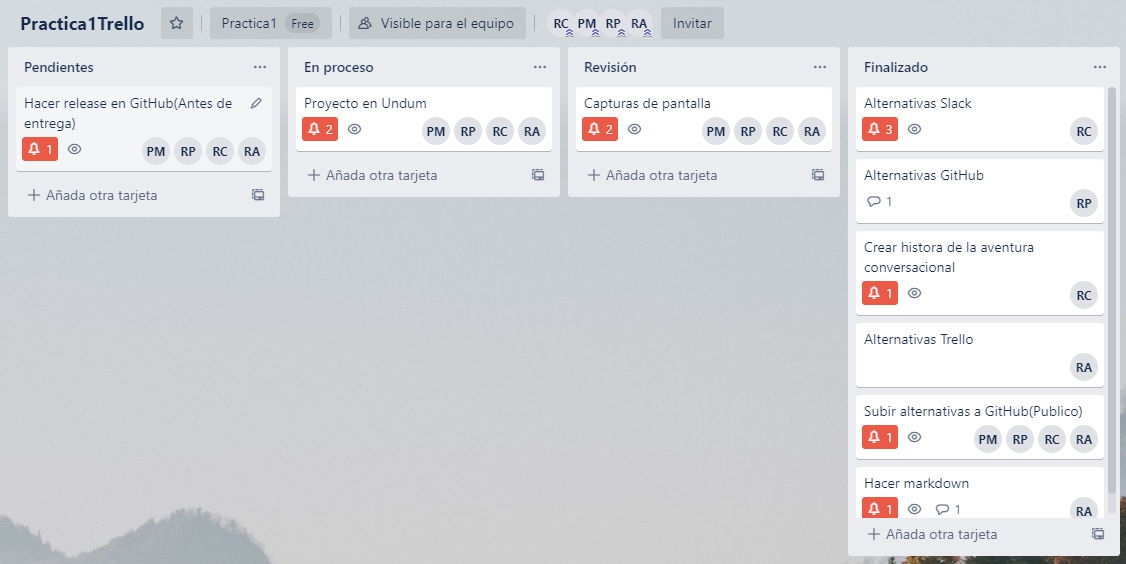 Practica1Trello
Practica1 Free
Visible para el equipo
RC PM RP RA
Invitar
Pendientes
Hacer release en GitHub(Antes de
entrega)
1
PM RP RC RA
Añada otra tarjeta
En proceso
Proyecto en Undum
2
PM RP RC RA
Añada otra tarjeta
Revisión
Capturas de pantalla
2
PM RP RC RA
Añada otra tarjeta
Finalizado
Alternativas Slack
3
RC
Alternativas GitHub
1
RP
Crear histora de la aventura
conversacional
1
RC
Alternativas Trello
RA
Subir alternativas a GitHub(Publico)
1
PM RP RC RA
Hacer markdown
1 1
RA
Añada otra tarjeta